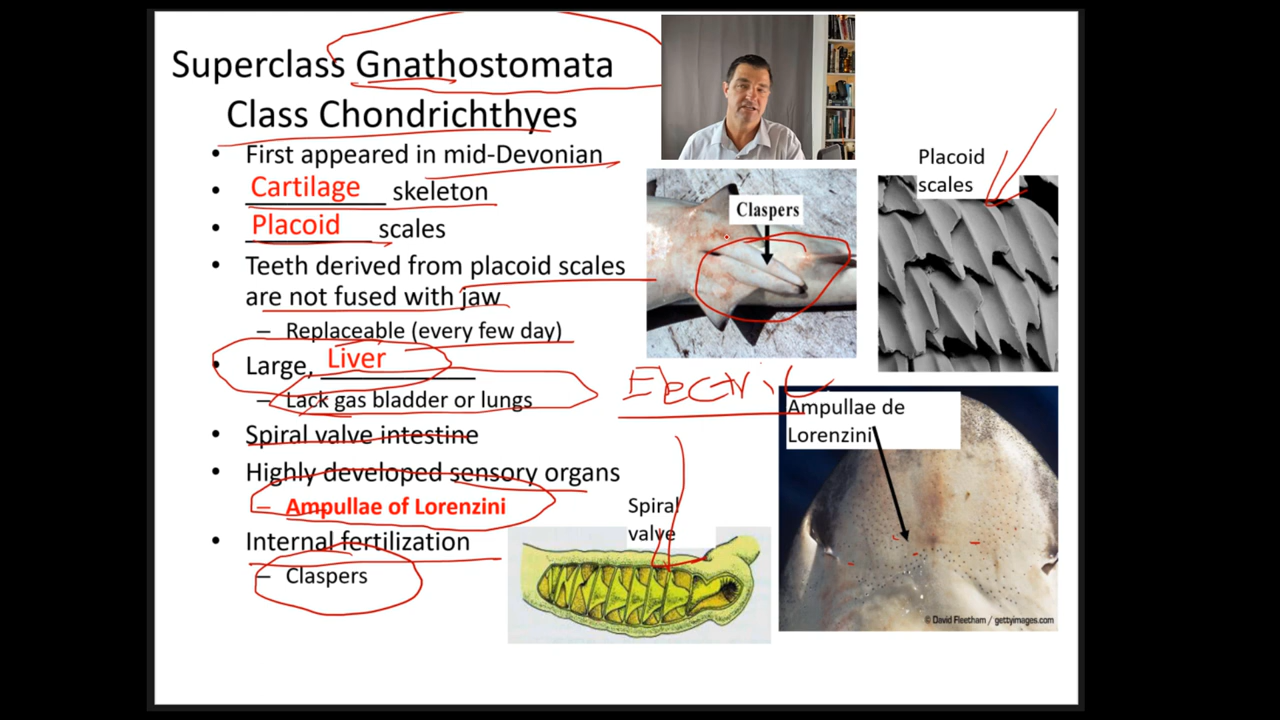 Superclass Gnathostomata
Class Chondrichthyes
• First appeared in mid-Devonian
• Cartilage skeleton
• Placoid scales
• Teeth derived from placoid scales
are not fused with jaw
– Replaceable (every few day)
• Large, Liver
– Lack gas bladder or lungs
• Spiral valve intestine
• Highly developed sensory organs
– Ampullae of Lorenzini
• Internal fertilization
– Claspers
Claspers
Placoid
scales
Electric
Ampullae de
Lorenzini
Spiral
valve
© David Fleetham / gettyimages.com